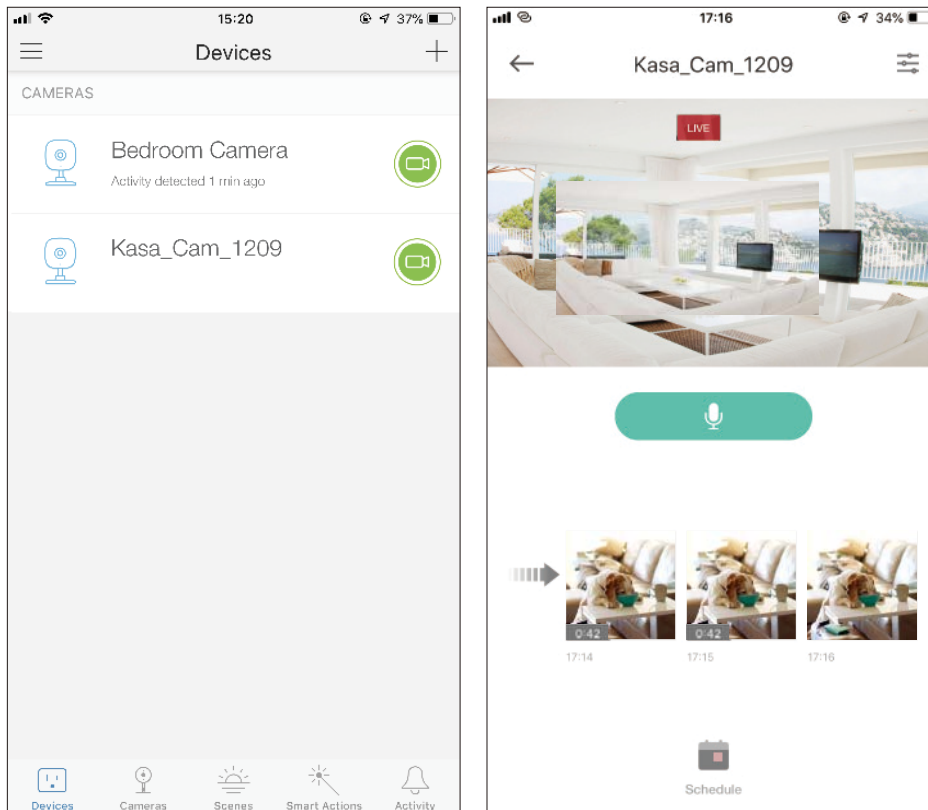 15:20
37%
Devices
CAMERAS
Bedroom Camera
Activity detected 1 min ago
Kasa_Cam_1209
Devices
Cameras
Scenes
Smart Actions
Activity
17:16
34%
Kasa_Cam_1209
LIVE
0:42
0:42
17:14
17:15
17:16
Schedule